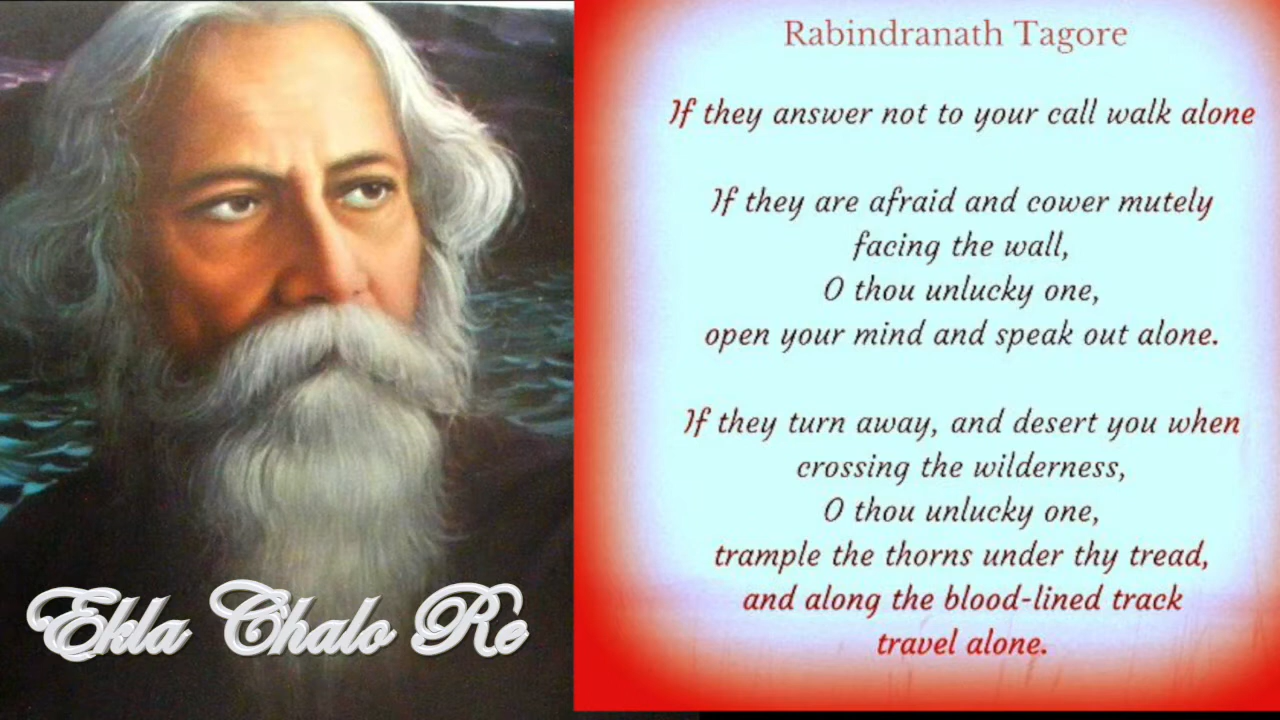 Ekla Chalo Re
Rabindranath Tagore
If they answer not to your call walk alone
If they are afraid and cower mutely
facing the wall,
O thou unlucky one,
open your mind and speak out alone.
If they turn away, and desert you when
crossing the wilderness,
O thou unlucky one,
trample the thorns under thy tread,
and along the blood-lined track
travel alone.